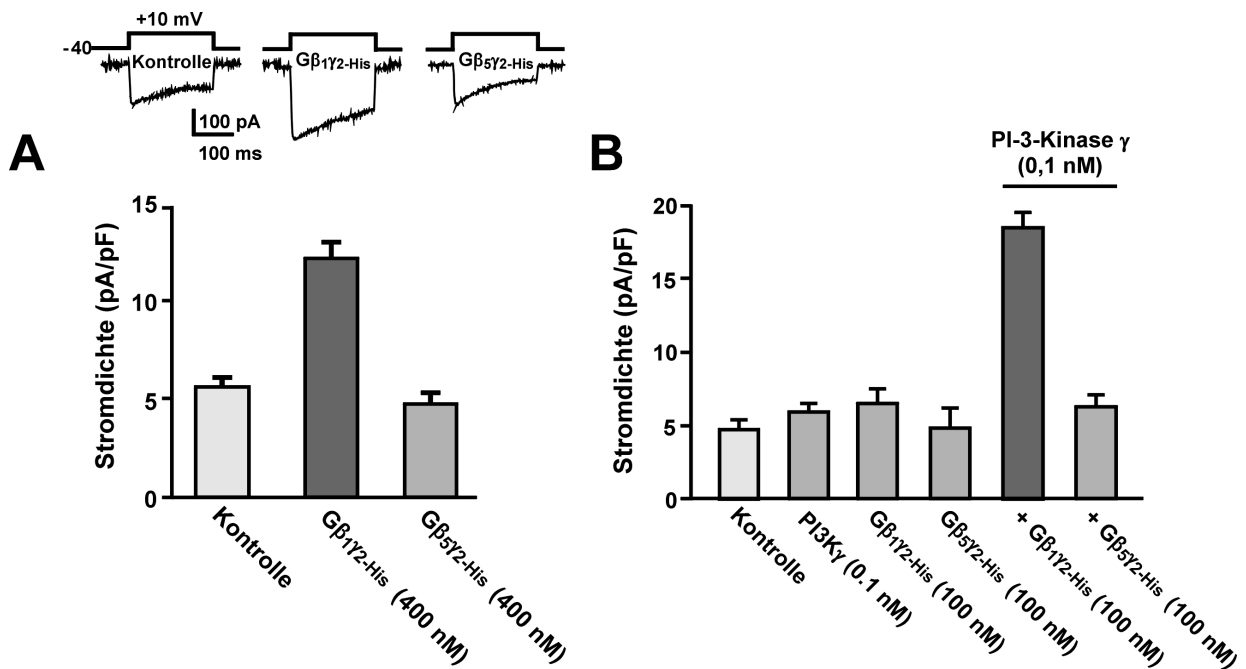 +10 mV
-40
Kontrolle
Gβ1γ2-His
Gβ5γ2-His
100 pA
100 ms
A
Stromdichte (pA/pF)
15
10
5
0
Kontrolle
Gβ1γ2-His (400 nM)
Gβ5γ2-His (400 nM)
B
PI-3-Kinase γ
(0,1 nM)
Stromdichte (pA/pF)
20
15
10
5
0
Kontrolle
PI3Kγ (0.1 nM)
Gβ1γ2-His (100 nM)
Gβ5γ2-His (100 nM)
+ Gβ1γ2-His (100 nM)
+ Gβ5γ2-His (100 nM)